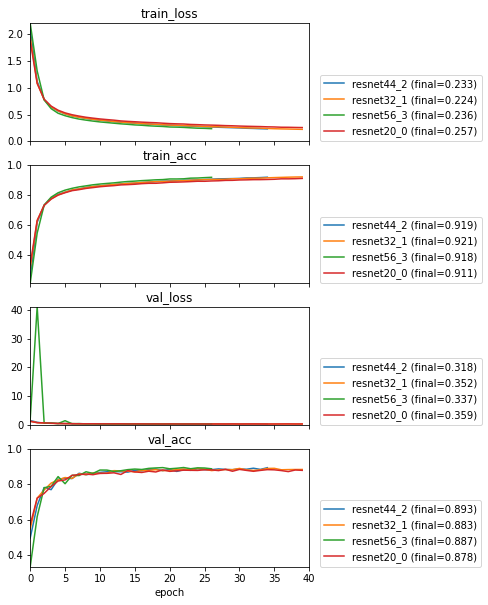 train_loss
2.0
1.5
1.0
0.5
0.0
resnet44_2 (final=0.233)
resnet32_1 (final=0.224)
resnet56_3 (final=0.236)
resnet20_0 (final=0.257)
train_acc
1.0
0.8
0.6
0.4
resnet44_2 (final=0.919)
resnet32_1 (final=0.921)
resnet56_3 (final=0.918)
resnet20_0 (final=0.911)
val_loss
40
30
20
10
0
resnet44_2 (final=0.318)
resnet32_1 (final=0.352)
resnet56_3 (final=0.337)
resnet20_0 (final=0.359)
val_acc
1.0
0.8
0.6
0.4
resnet44_2 (final=0.893)
resnet32_1 (final=0.883)
resnet56_3 (final=0.887)
resnet20_0 (final=0.878)
0 5 10 15 20 25 30 35 40
epoch